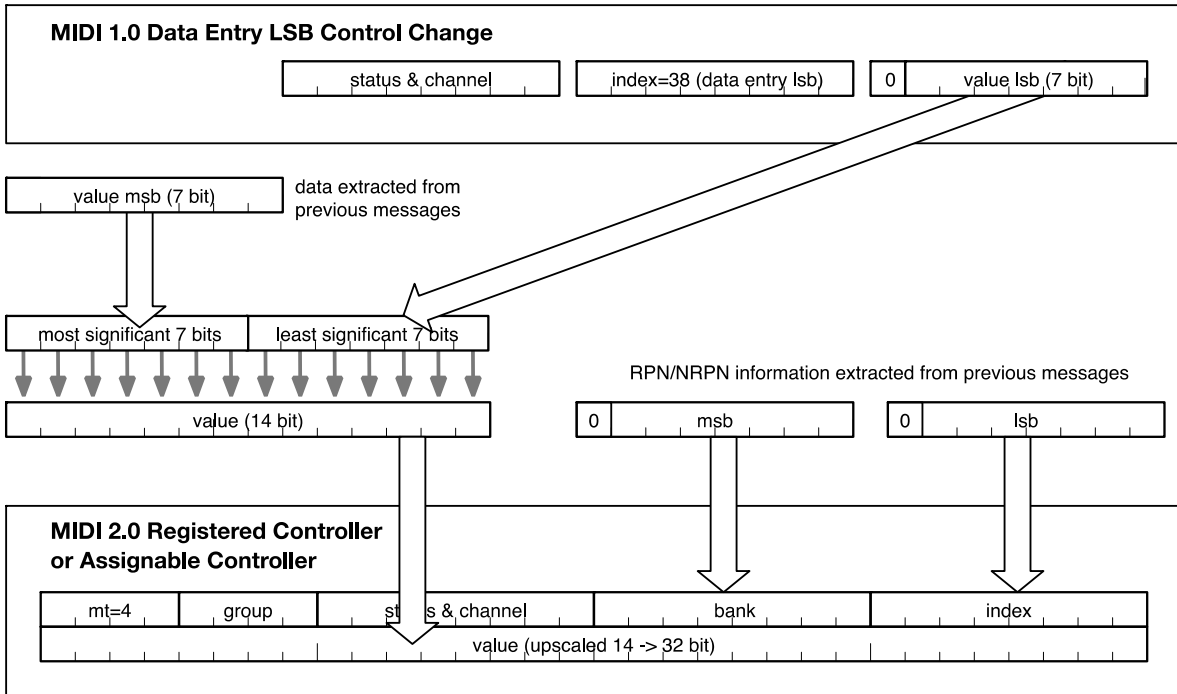 MIDI 1.0 Data Entry LSB Control Change
status & channel
index=38 (data entry lsb)
0
value lsb (7 bit)
value msb (7 bit)
data extracted from
previous messages
most significant 7 bits
least significant 7 bits
RPN/NRPN information extracted from previous messages
value (14 bit)
0
msb
0
lsb
MIDI 2.0 Registered Controller
or Assignable Controller
mt=4
group
status & channel
bank
index
value (upscaled 14 -> 32 bit)